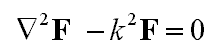 ∇²𝐅 − k²𝐅 = 0